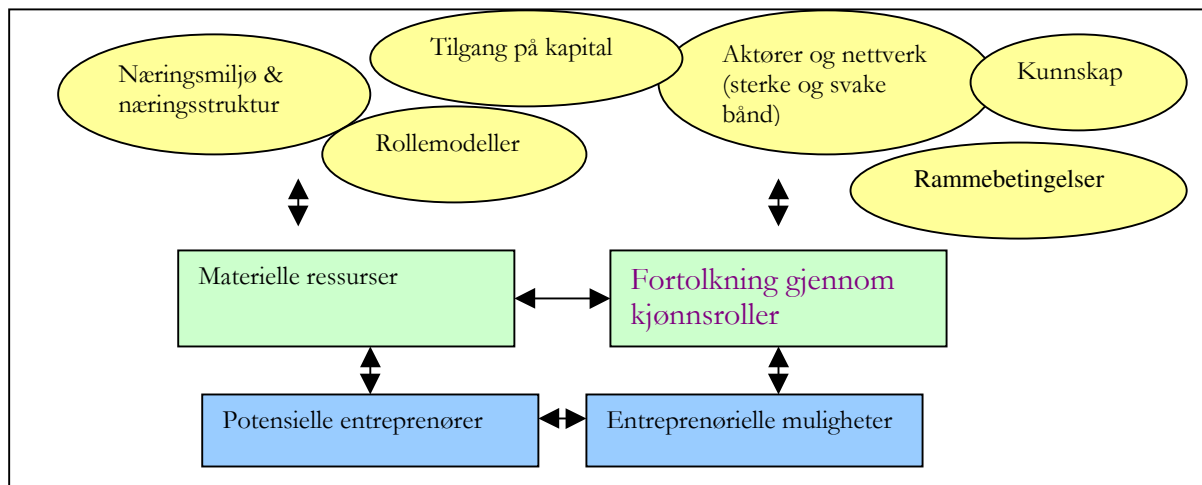 Næringsmiljø &
næringsstruktur
Tilgang på kapital
Rollemodeller
Aktører og nettverk
(sterke og svake
bånd)
Kunnskap
Rammebetingelser
Materielle ressurser
Fortolkning gjennom
kjønnsroller
Potensielle entreprenører
Entreprenørielle muligheter